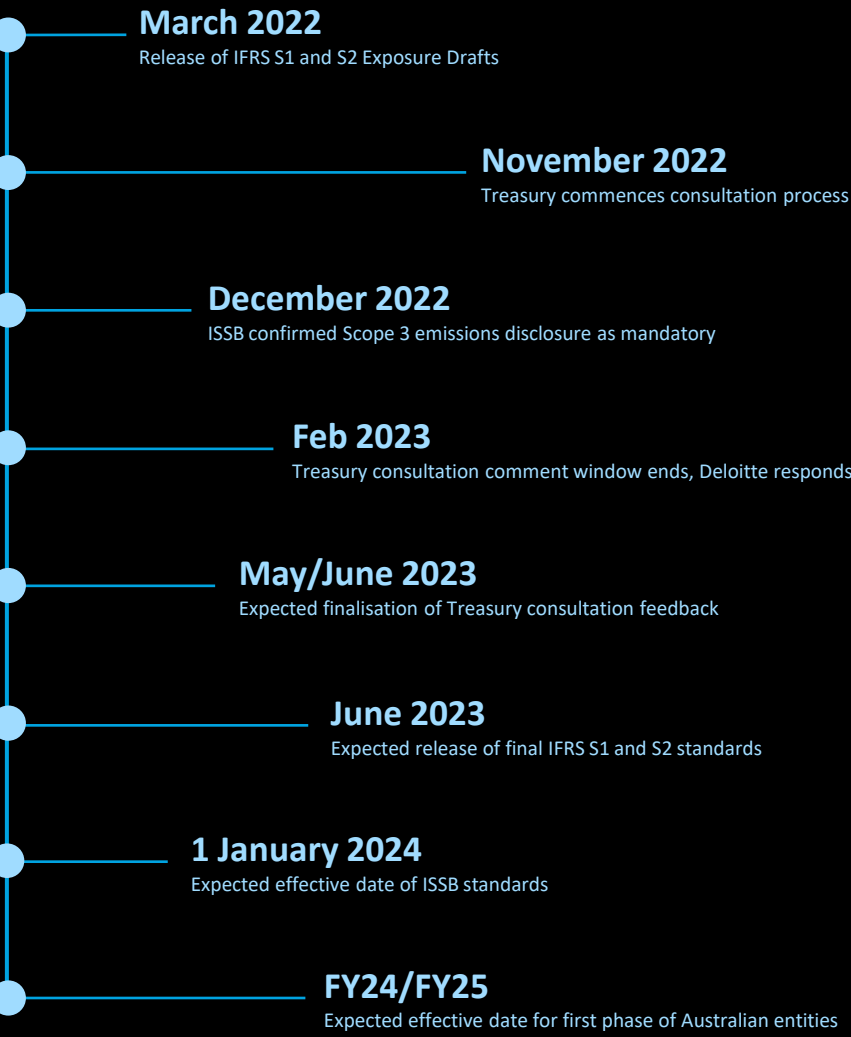 March 2022
Release of IFRS S1 and S2 Exposure Drafts
November 2022
Treasury commences consultation process
December 2022
ISSB confirmed Scope 3 emissions disclosure as mandatory
Feb 2023
Treasury consultation comment window ends, Deloitte responds
May/June 2023
Expected finalisation of Treasury consultation feedback
June 2023
Expected release of final IFRS S1 and S2 standards
1 January 2024
Expected effective date of ISSB standards
FY24/FY25
Expected effective date for first phase of Australian entities